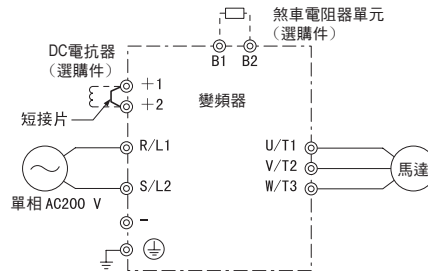 煞車電阻器單元
（選購件）
DC電抗器
（選購件）
B1 B2
＋1
＋2
變頻器
短接片
R/L1
U/T1
V/T2
馬達
S/L2
W/T3
單相 AC200 V
−